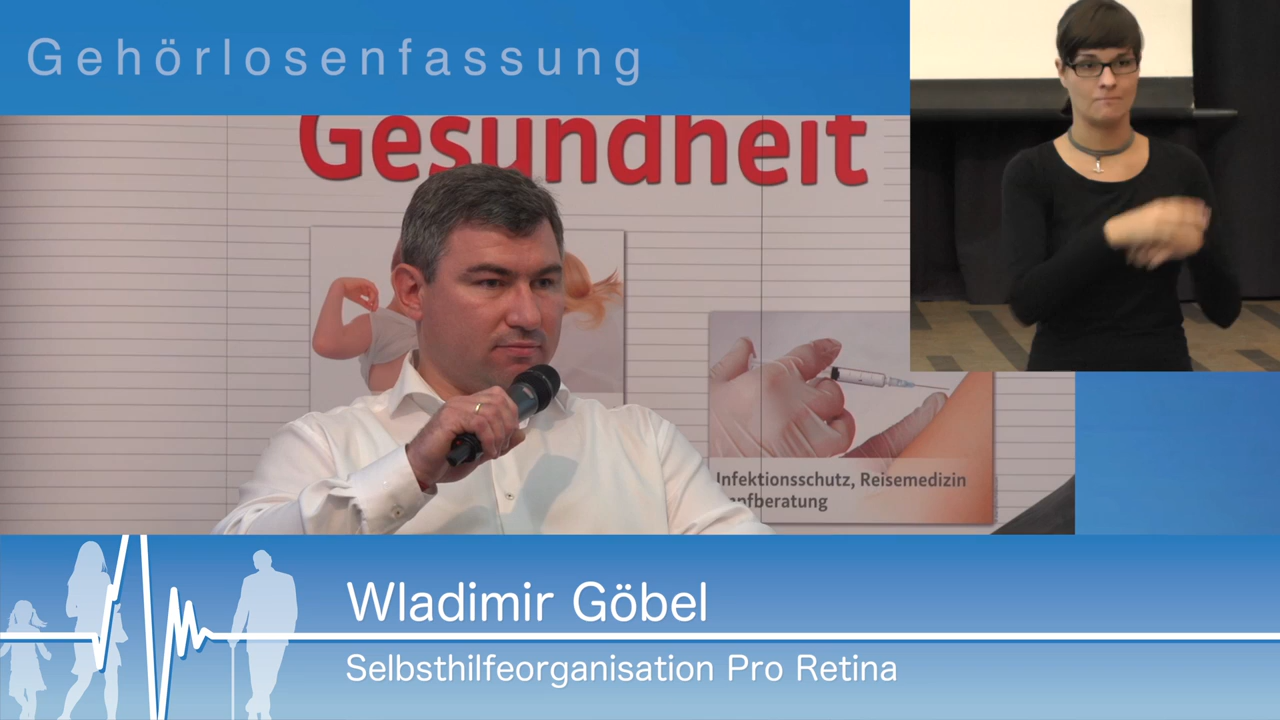 Gehörlosenfassung
Gesundheit
Infektionsschutz, Reisemedizin
Wladimir Göbel
Selbsthilfeorganisation Pro Retina